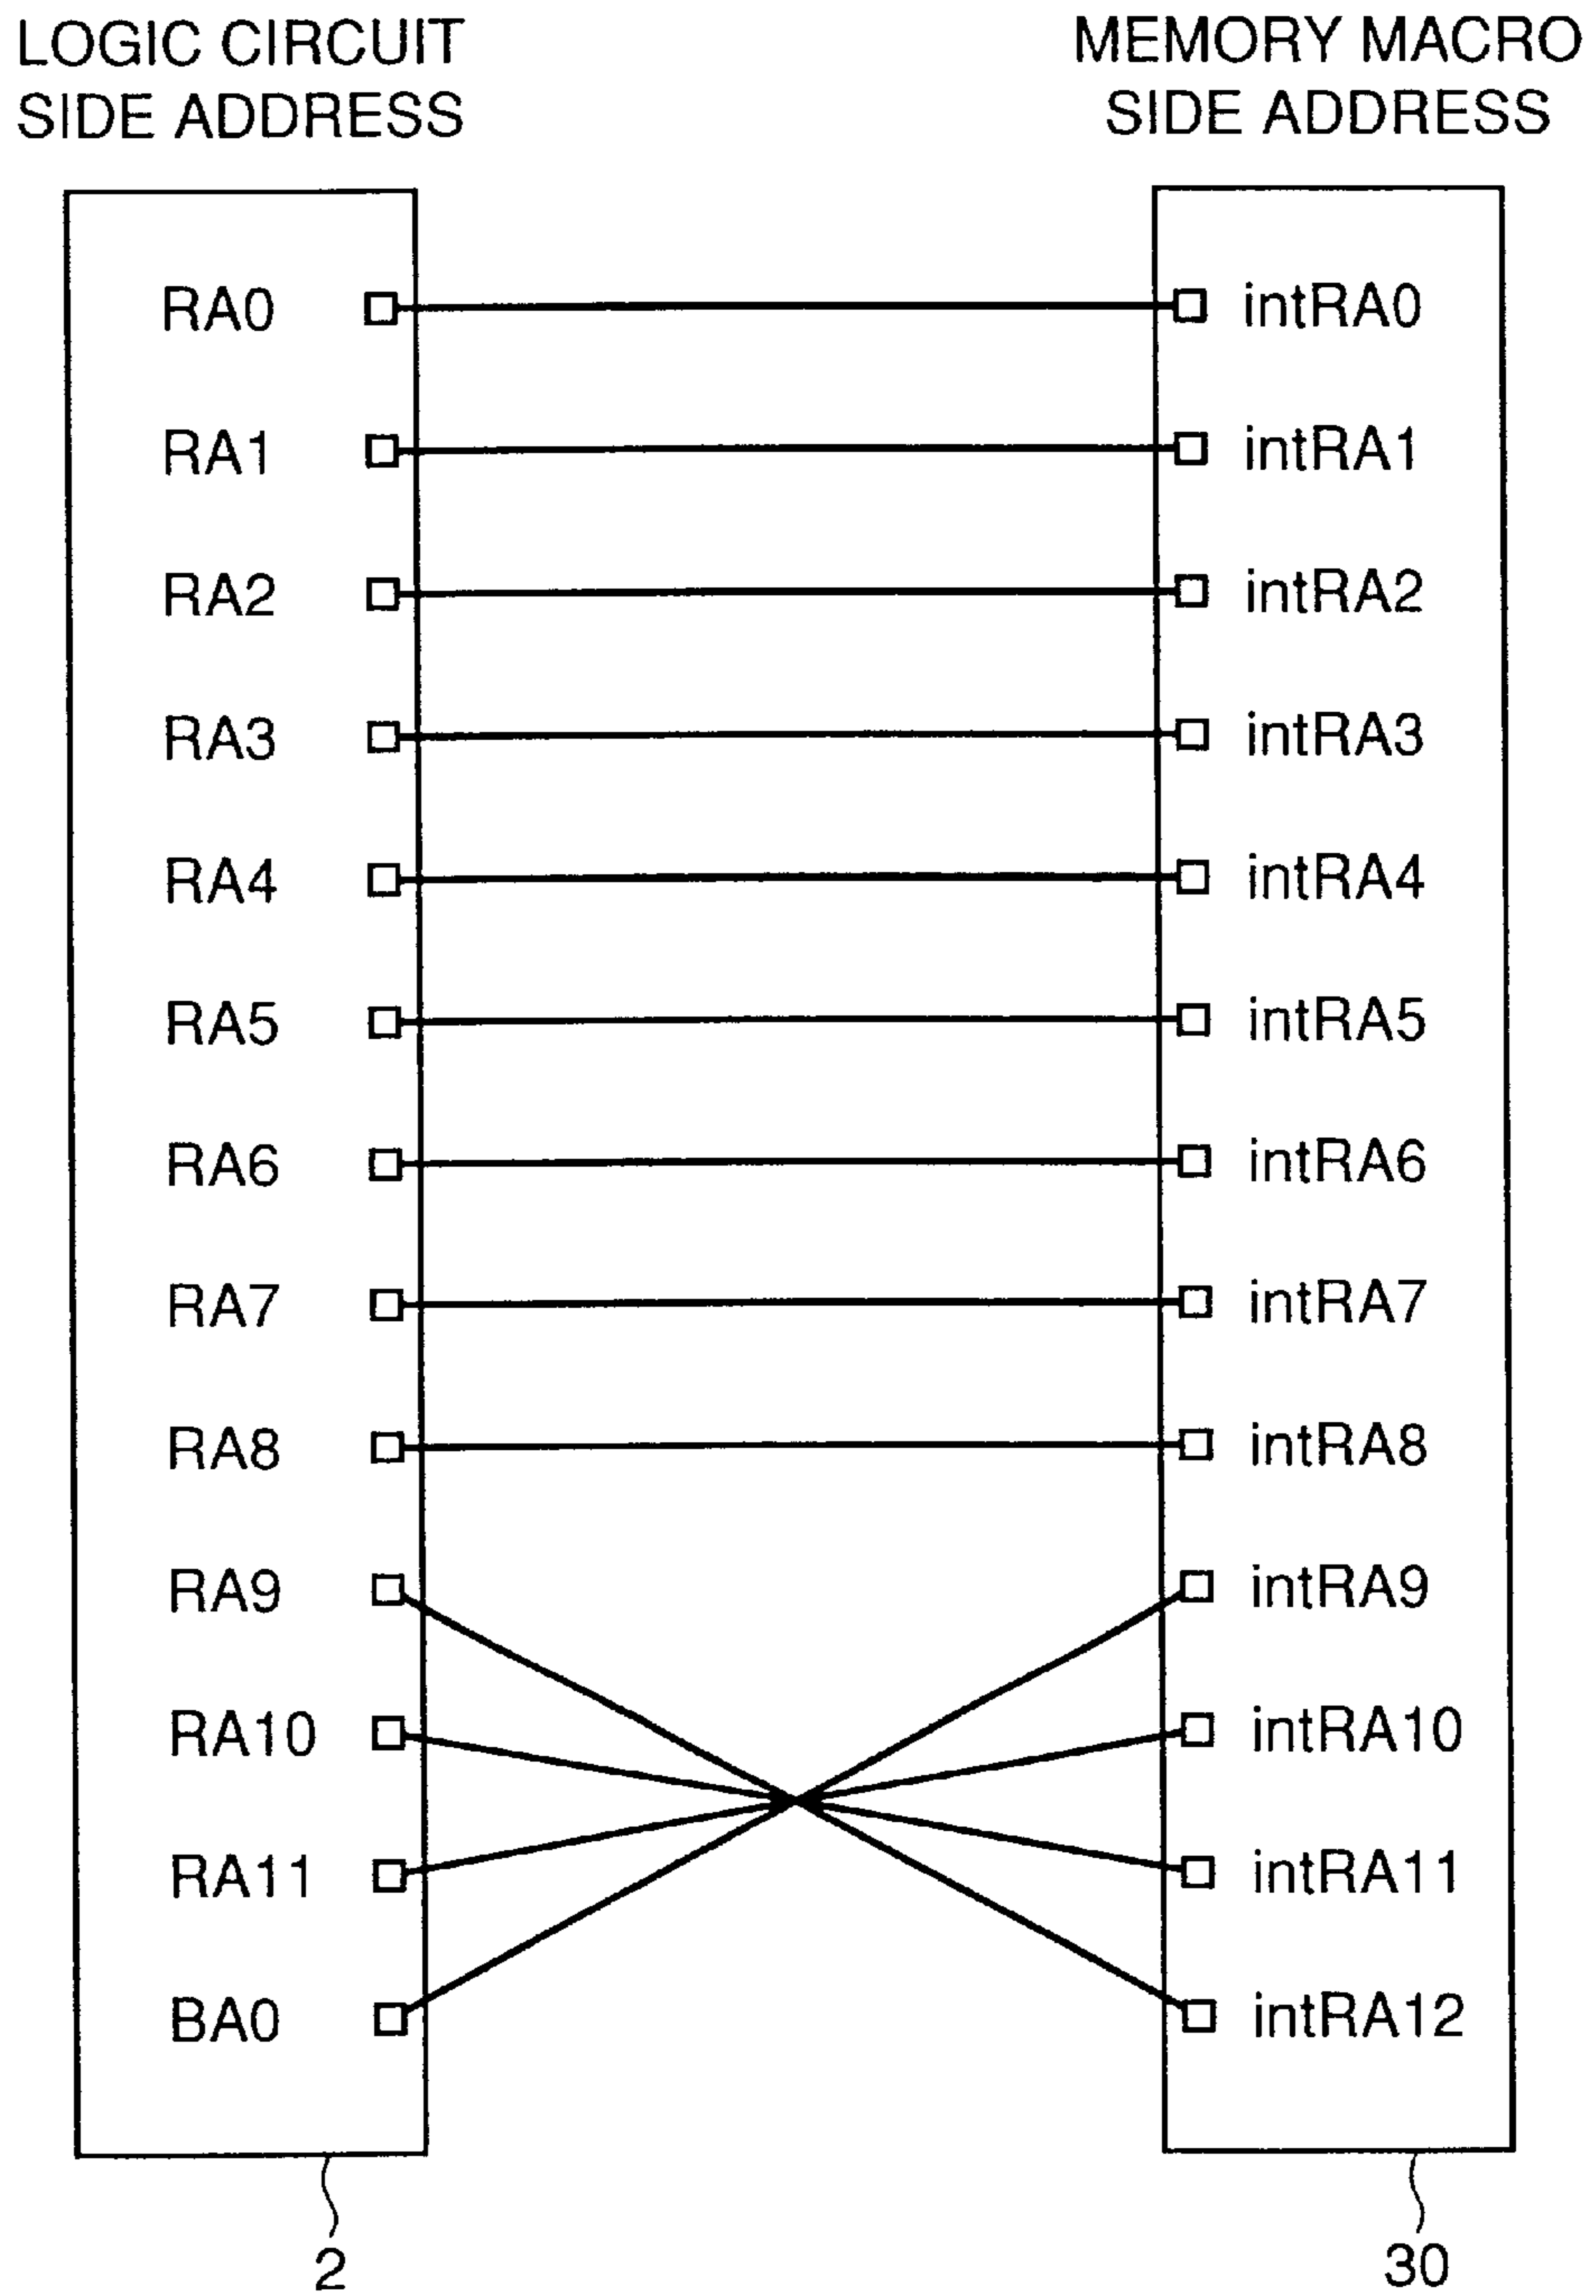 LOGIC CIRCUIT
SIDE ADDRESS
MEMORY MACRO
SIDE ADDRESS
RA0 intRA0
RA1 intRA1
RA2 intRA2
RA3 intRA3
RA4 intRA4
RA5 intRA5
RA6 intRA6
RA7 intRA7
RA8 intRA8
RA9 intRA9
RA10 intRA10
RA11 intRA11
BA0 intRA12
2 30